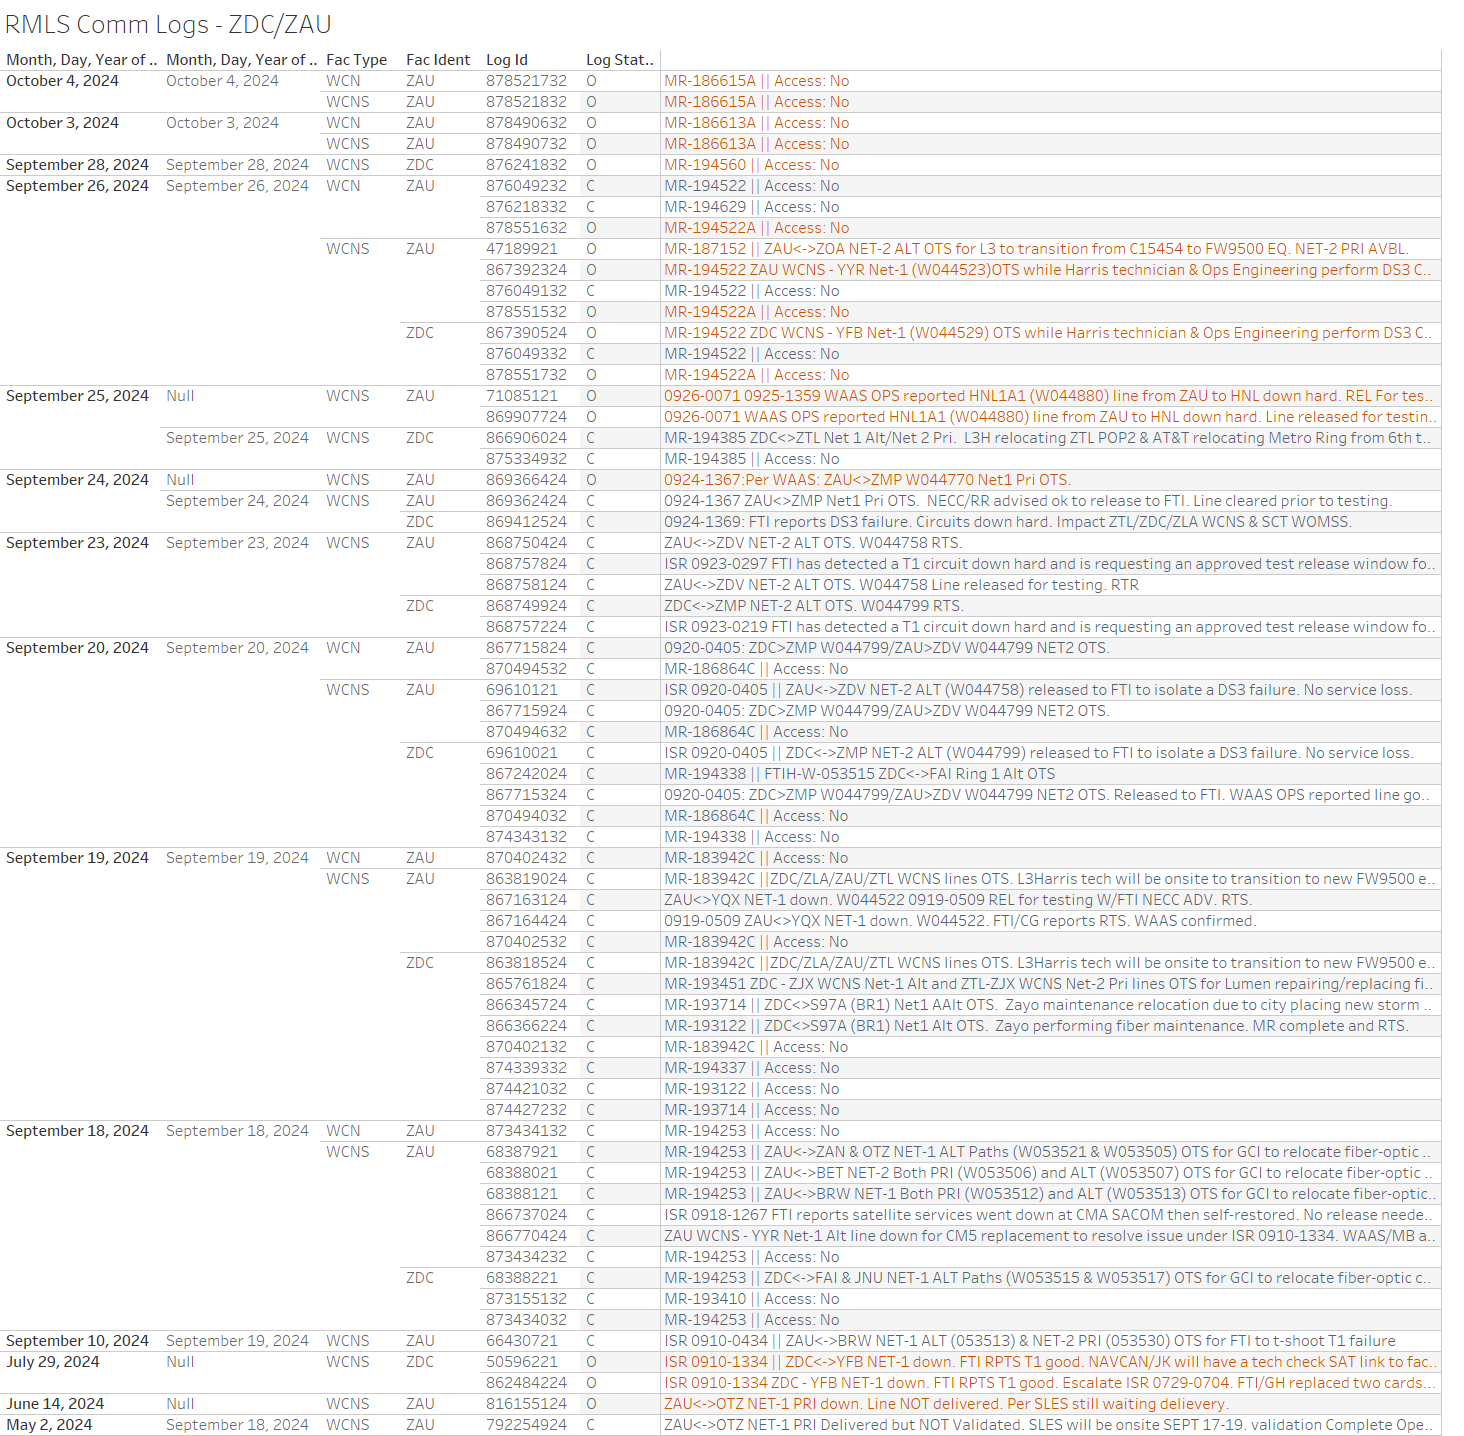 RMLS Comm Logs - ZDC/ZAU
Month, Day, Year of .. Month, Day, Year of .. Fac Type Fac Ident Log Id Log Stat..
October 4, 2024 October 4, 2024 WCN ZAU 878521732 O MR-186615A || Access: No
WCNS ZAU 878521832 O MR-186615A || Access: No
October 3, 2024 October 3, 2024 WCN ZAU 878490632 O MR-186613A || Access: No
WCNS ZAU 878490732 O MR-186613A || Access: No
September 28, 2024 September 28, 2024 WCNS ZDC 876241832 O MR-194560 || Access: No
September 26, 2024 September 26, 2024 WCN ZAU 876049232 C MR-194522 || Access: No
876218332 C MR-194629 || Access: No
878551632 O MR-194522A || Access: No
WCNS ZAU 47189921 O MR-187152 || ZAU<->ZOA NET-2 ALT OTS for L3 to transition from C15454 to FW9500 EQ. NET-2 PRI AVBL.
867392324 O MR-194522 ZAU WCNS - YYR Net-1 (W044523)OTS while Harris technician & Ops Engineering perform DS3 C..
876049132 C MR-194522 || Access: No
878551532 O MR-194522A || Access: No
ZDC 867390524 O MR-194522 ZDC WCNS - YFB Net-1 (W044529) OTS while Harris technician & Ops Engineering perform DS3 C..
876049332 C MR-194522 || Access: No
878551732 O MR-194522A || Access: No
September 25, 2024 Null WCNS ZAU 71085121 O 0926-0071 0925-1359 WAAS OPS reported HNL1A1 (W044880) line from ZAU to HNL down hard. REL For tes..
869907724 O 0926-0071 WAAS OPS reported HNL1A1 (W044880) line from ZAU to HNL down hard. Line released for testin..
September 25, 2024 WCNS ZDC 866906024 C MR-194385 ZDC<>ZTL Net 1 Alt/Net 2 Pri. L3H relocating ZTL POP2 & AT&T relocating Metro Ring from 6th t..
875334932 C MR-194385 || Access: No
September 24, 2024 Null WCNS ZAU 869366424 O 0924-1367:Per WAAS: ZAU<>ZMP W044770 Net1 Pri OTS.
September 24, 2024 WCNS ZAU 869362424 C 0924-1367 ZAU<>ZMP Net1 Pri OTS. NECC/RR advised ok to release to FTI. Line cleared prior to testing.
ZDC 869412524 C 0924-1369: FTI reports DS3 failure. Circuits down hard. Impact ZTL/ZDC/ZLA WCNS & SCT WOMSS.
September 23, 2024 September 23, 2024 WCNS ZAU 868750424 C ZAU<->ZDV NET-2 ALT OTS. W044758 RTS.
868757824 C ISR 0923-0297 FTI has detected a T1 circuit down hard and is requesting an approved test release window fo..
868758124 C ZAU<->ZDV NET-2 ALT OTS. W044758 Line released for testing. RTR
ZDC 868749924 C ZDC<->ZMP NET-2 ALT OTS. W044799 RTS.
868757224 C ISR 0923-0219 FTI has detected a T1 circuit down hard and is requesting an approved test release window fo..
September 20, 2024 September 20, 2024 WCN ZAU 867715824 C 0920-0405: ZDC>ZMP W044799/ZAU>ZDV W044799 NET2 OTS.
870494532 C MR-186864C || Access: No
WCNS ZAU 69610121 C ISR 0920-0405 || ZAU<->ZDV NET-2 ALT (W044758) released to FTI to isolate a DS3 failure. No service loss.
867715924 C 0920-0405: ZDC>ZMP W044799/ZAU>ZDV W044799 NET2 OTS.
870494632 C MR-186864C || Access: No
ZDC 69610021 C ISR 0920-0405 || ZDC<->ZMP NET-2 ALT (W044799) released to FTI to isolate a DS3 failure. No service loss.
867242024 C MR-194338 || FTIH-W-053515 ZDC<->FAI Ring 1 Alt OTS
867715324 C 0920-0405: ZDC>ZMP W044799/ZAU>ZDV W044799 NET2 OTS. Released to FTI. WAAS OPS reported line go..
870494032 C MR-186864C || Access: No
874343132 C MR-194338 || Access: No
September 19, 2024 September 19, 2024 WCN ZAU 870402432 C MR-183942C || Access: No
WCNS ZAU 863819024 C MR-183942C ||ZDC/ZLA/ZAU/ZTL WCNS lines OTS. L3Harris tech will be onsite to transition to new FW9500 e..
867163124 C ZAU<>YQX NET-1 down. W044522 0919-0509 REL for testing W/FTI NECC ADV. RTS.
867164424 C 0919-0509 ZAU<>YQX NET-1 down. W044522. FTI/CG reports RTS. WAAS confirmed.
870402532 C MR-183942C || Access: No
ZDC 863818524 C MR-183942C ||ZDC/ZLA/ZAU/ZTL WCNS lines OTS. L3Harris tech will be onsite to transition to new FW9500 e..
865761824 C MR-193451 ZDC - ZJX WCNS Net-1 Alt and ZTL-ZJX WCNS Net-2 Pri lines OTS for Lumen repairing/replacing fi..
866345724 C MR-193714 || ZDC<>S97A (BR1) Net1 AAlt OTS. Zayo maintenance relocation due to city placing new storm ..
866366224 C MR-193122 || ZDC<>S97A (BR1) Net1 Alt OTS. Zayo performing fiber maintenance. MR complete and RTS.
870402132 C MR-183942C || Access: No
874339332 C MR-194337 || Access: No
874421032 C MR-193122 || Access: No
874427232 C MR-193714 || Access: No
September 18, 2024 September 18, 2024 WCN ZAU 873434132 C MR-194253 || Access: No
WCNS ZAU 68387921 C MR-194253 || ZAU<->ZAN & OTZ NET-1 ALT Paths (W053521 & W053505) OTS for GCI to relocate fiber-optic ..
68388021 C MR-194253 || ZAU<->BET NET-2 Both PRI (W053506) and ALT (W053507) OTS for GCI to relocate fiber-optic ..
68388121 C MR-194253 || ZAU<->BRW NET-1 Both PRI (W053512) and ALT (W053513) OTS for GCI to relocate fiber-optic..
866737024 C ISR 0918-1267 FTI reports satellite services went down at CMA SACOM then self-restored. No release neede..
866770424 C ZAU WCNS - YYR Net-1 Alt line down for CM5 replacement to resolve issue under ISR 0910-1334. WAAS/MB a..
873434232 C MR-194253 || Access: No
ZDC 68388221 C MR-194253 || ZDC<->FAI & JNU NET-1 ALT Paths (W053515 & W053517) OTS for GCI to relocate fiber-optic c..
873155132 C MR-193410 || Access: No
873434032 C MR-194253 || Access: No
September 10, 2024 September 19, 2024 WCNS ZAU 66430721 C ISR 0910-0434 || ZAU<->BRW NET-1 ALT (053513) & NET-2 PRI (053530) OTS for FTI to t-shoot T1 failure
July 29, 2024 Null WCNS ZDC 50596221 O ISR 0910-1334 || ZDC<->YFB NET-1 down. FTI RPTS T1 good. NAVCAN/JK will have a tech check SAT link to fac..
862484224 O ISR 0910-1334 ZDC - YFB NET-1 down. FTI RPTS T1 good. Escalate ISR 0729-0704. FTI/GH replaced two cards...
June 14, 2024 Null WCNS ZAU 816155124 O ZAU<->OTZ NET-1 PRI down. Line NOT delivered. Per SLES still waiting delievery.
May 2, 2024 September 18, 2024 WCNS ZAU 792254924 C ZAU<->OTZ NET-1 PRI Delivered but NOT Validated. SLES will be onsite SEPT 17-19. validation Complete Ope..